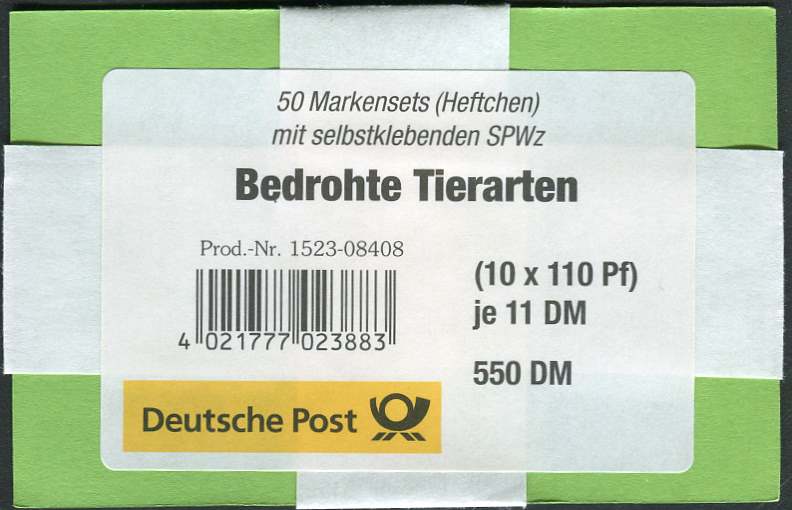 50 Markensets (Heftchen)
mit selbstklebenden SPWz
Bedrohte Tierarten
Prod.-Nr. 1523-08408
4 021777 023883
(10 x 110 Pf)
je 11 DM
550 DM
Deutsche Post